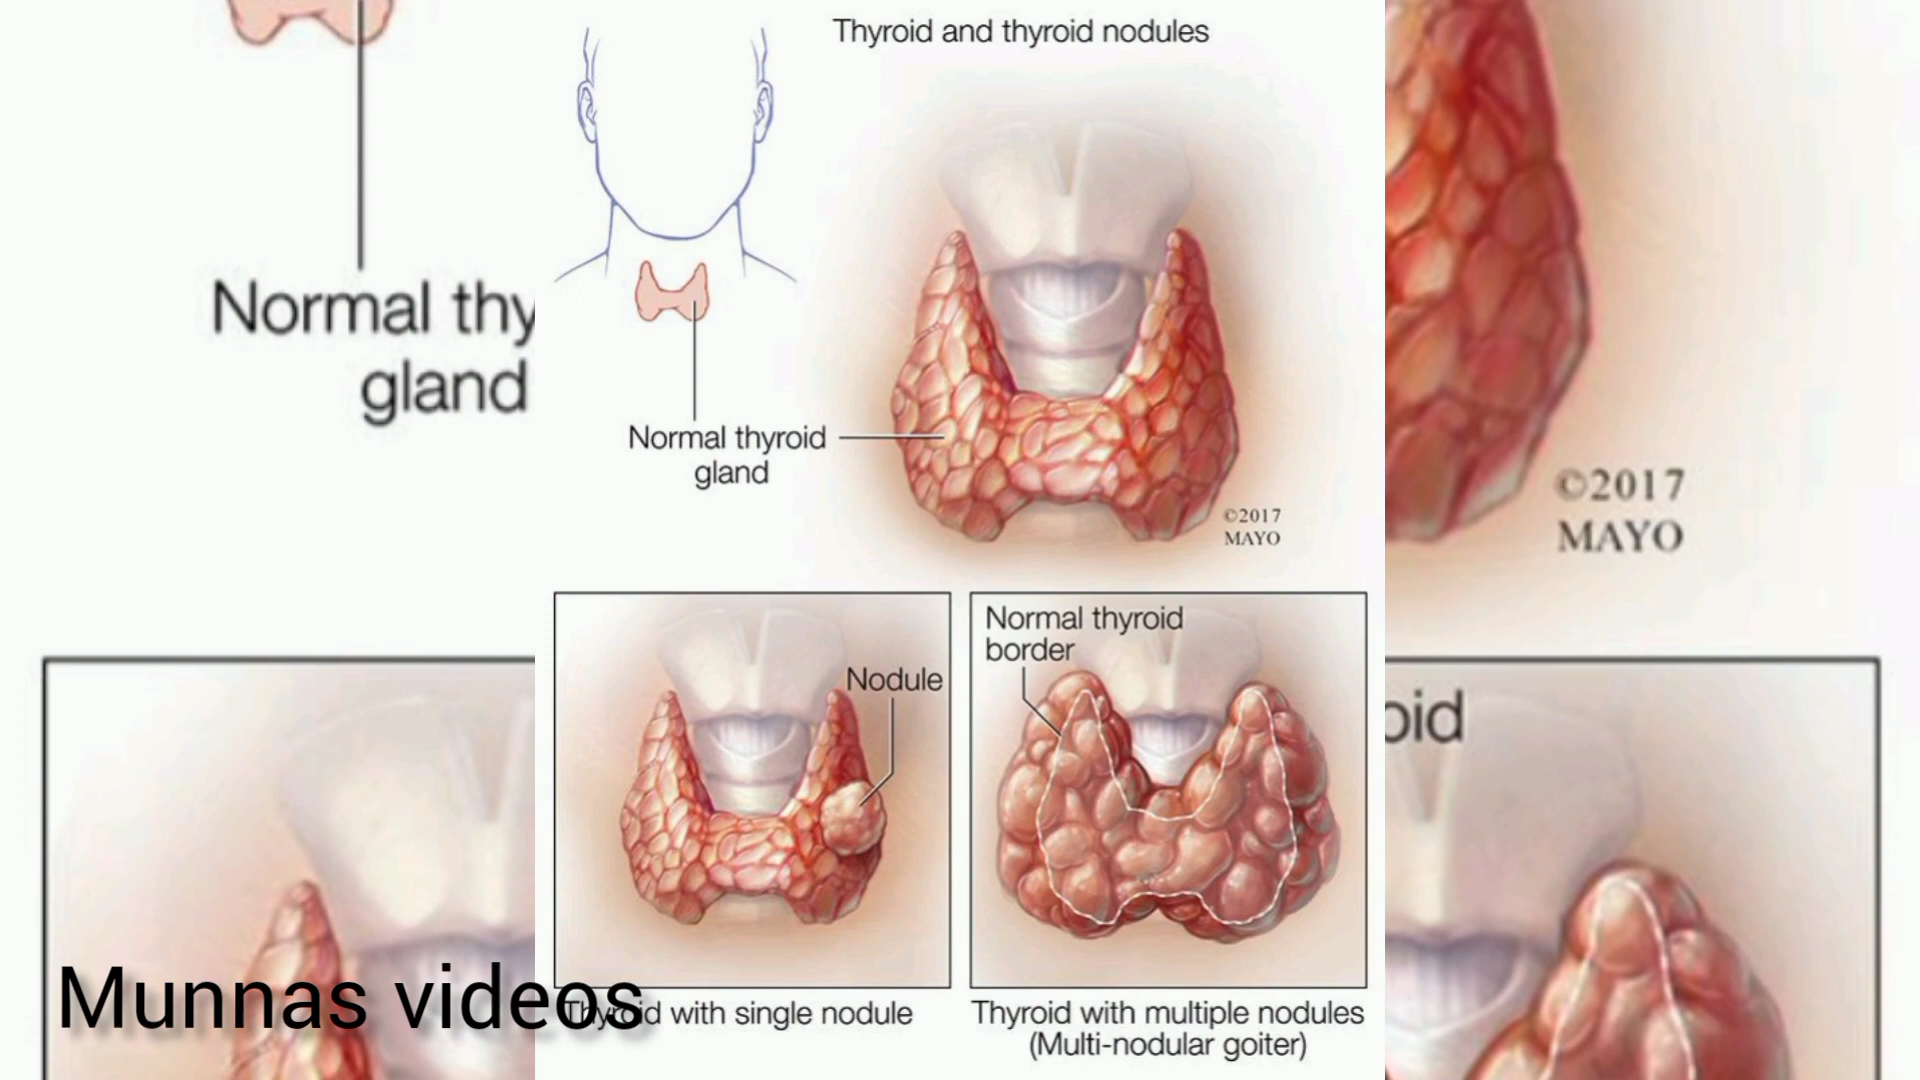 Thyroid and thyroid nodules
Normal thyroid
gland
©2017
MAYO
Nodule
Normal thyroid
border
Thyroid with single nodule
Thyroid with multiple nodules
(Multi-nodular goiter)
Normal thy
gland
©2017
MAYO
oid
Munnas videos